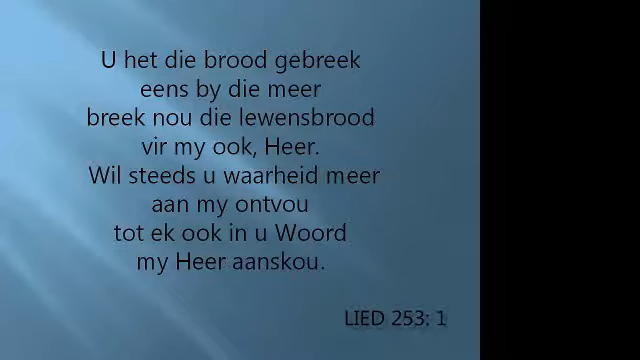 U het die brood gebreek
eens by die meer
breek nou die lewensbrood
vir my ook, Heer.
Wil steeds u waarheid meer
aan my ontvou
tot ek ook in u Woord
my Heer aanskou.
LIED 253: 1